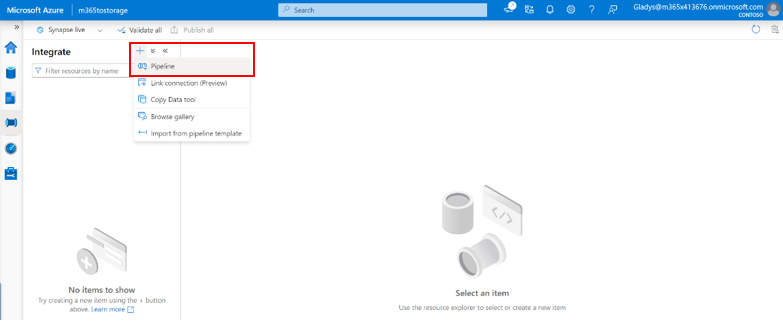 Microsoft Azure | m365tostorage
Search
Gladys@m365x413676.onmicrosoft.com
CONTOSO
Synapse live
Validate all
Publish all
Integrate
Filter resources by name
Pipeline
Link connection (Preview)
Copy Data tool
Browse gallery
Import from pipeline template
No items to show
Try creating a new item using the + button
above. Learn more
Select an item
Use the resource explorer to select or create a new item